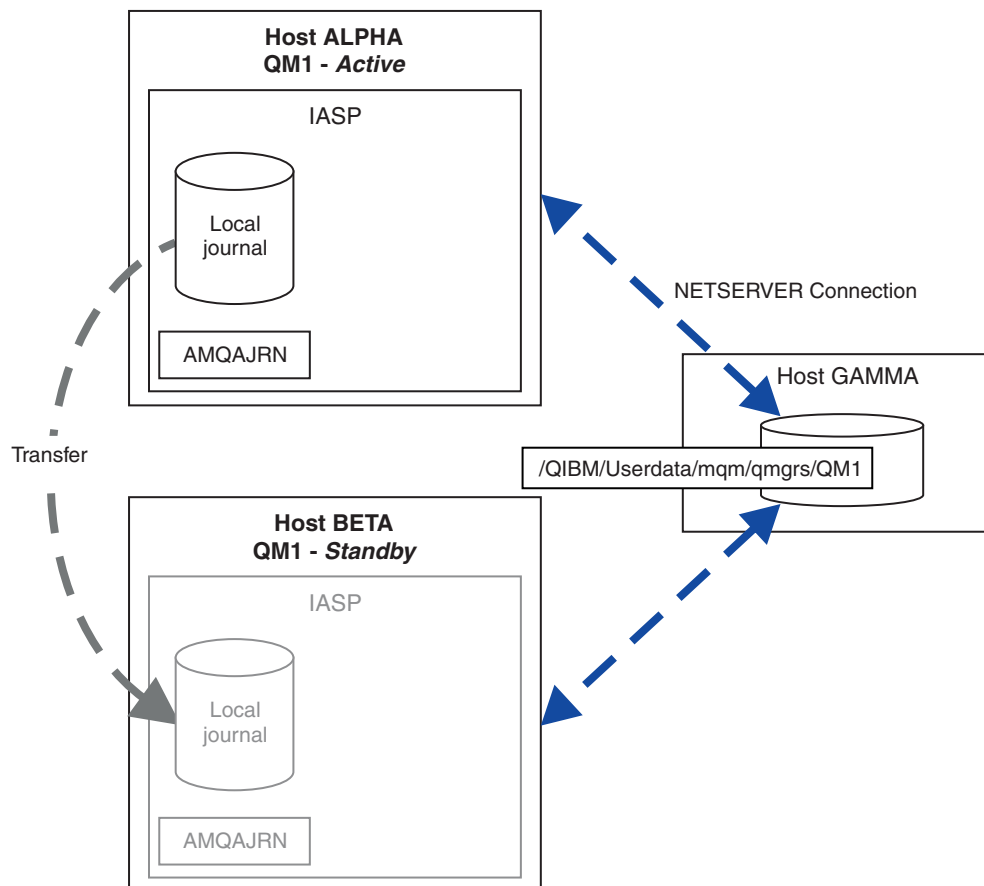 Host ALPHA
QM1 - Active
IASP
Local
journal
AMQAJRN
NETSERVER Connection
Host GAMMA
/QIBM/Userdata/mqm/qmgrs/QM1
Transfer
Host BETA
QM1 - Standby
IASP
Local
journal
AMQAJRN